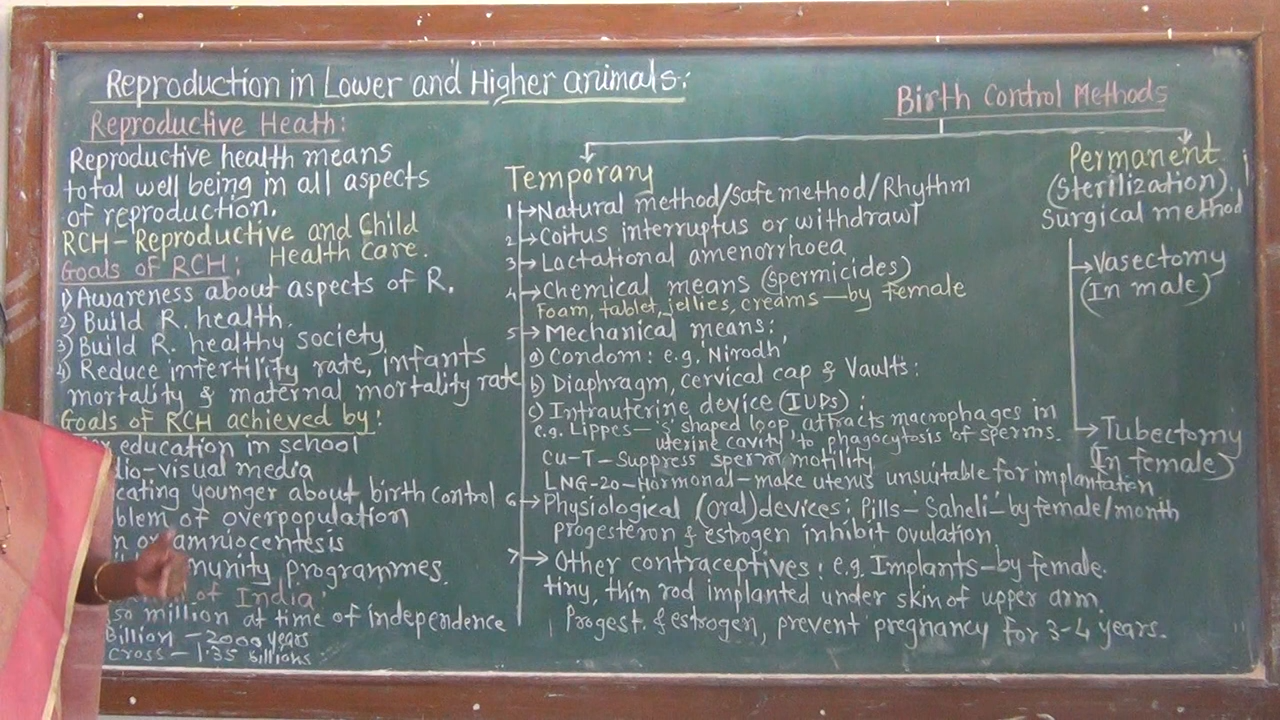 Reproduction in Lower and Higher animals:
Reproductive Heath:
Reproductive health means
total well being in all aspects
of reproduction.
RCH - Reproductive and Child
Health Care.
Goals of RCH:
1) Awareness about aspects of R.
2) Build R. health.
3) Build R. healthy society
4) Reduce infertility rate, infants
mortality & maternal mortality rate
Goals of RCH achieved by:
education in school
dio-visual media
cating younger about birth control
blem of overpopulation
n on amniocentesis
munity programmes.
of India:
50 million at time of independence
Billion - 2000 years
Cross - 1.35 billions
Birth Control Methods
Temporary
1 → Natural method/Safe method/Rhythm
2 → Coitus interruptus or withdrawl
3 → Lactational amenorrhoea
4 → Chemical means (spermicides)
Foam, tablet, jellies, creams - by female
5 → Mechanical means:
a) Condom: e.g. 'Nirodh'
b) Diaphragm, cervical cap & Vaults:
c) Intrauterine device (IUDs):
e.g. Lippes - 's' shaped loop, attracts macrophages in
uterine cavity to phagocytosis of sperms.
Cu-T - Suppress sperm motility
LNG-20 - Hormonal - make uterus unsuitable for implantaten
6 → Physiological (oral) devices: Pills - 'Saheli' - by female/month
progesteron & estrogen inhibit ovulation.
7 → Other contraceptives: e.g. Implants - by female.
tiny, thin rod implanted under skin of upper arm.
Progest. & estrogen, prevent pregnancy for 3-4 years.
Permanent
(Sterilization)
Surgical method
→ Vasectomy
(In male)
→ Tubectomy
(In female)